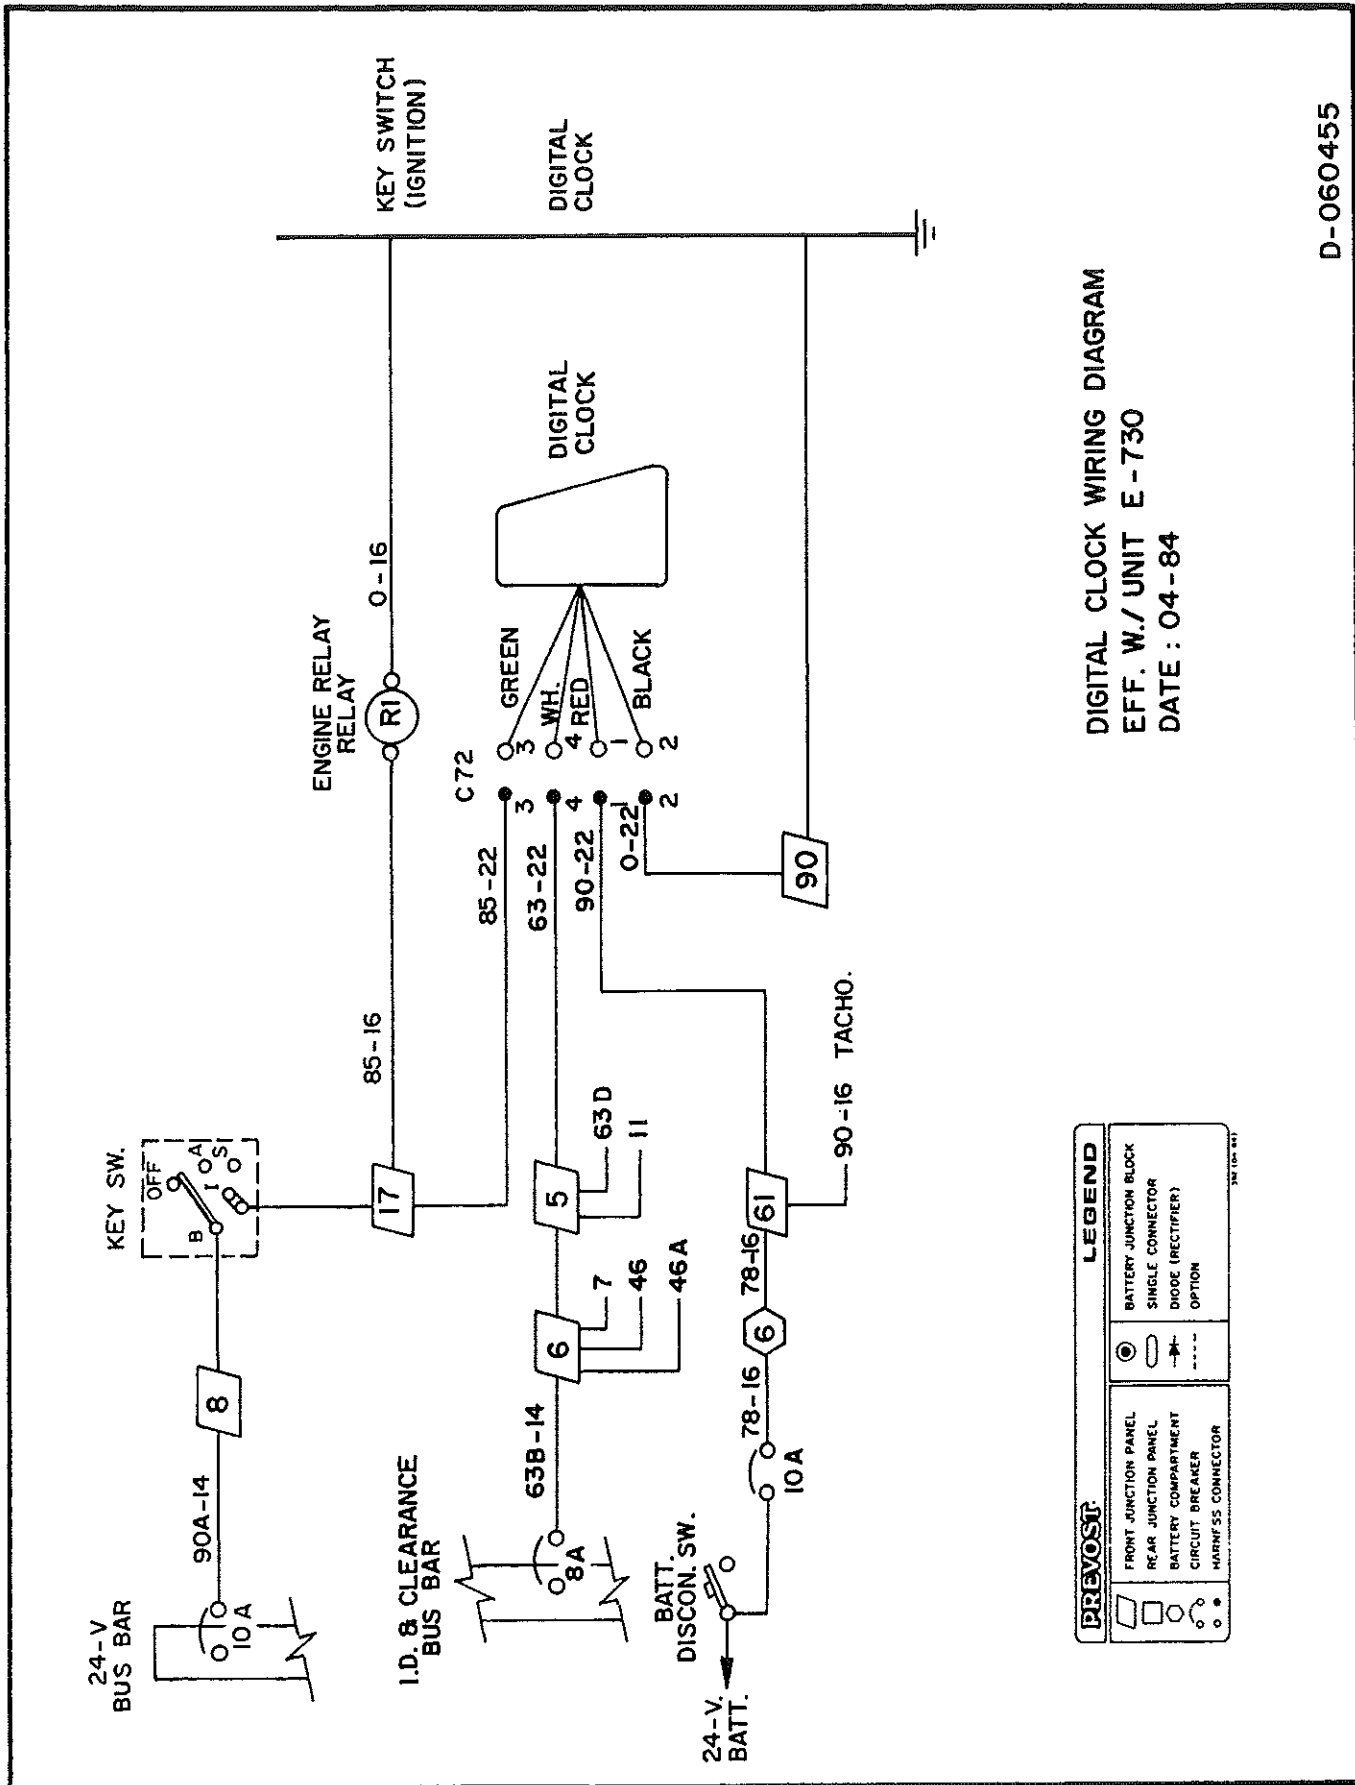 24-V
BUS BAR
10 A
90A-14
8
KEY SW.
OFF
B
I
A
S
17
85-16
ENGINE RELAY
RELAY
R1
0-16
KEY SWITCH
(IGNITION)
I.D. & CLEARANCE
BUS BAR
8A
63B-14
6
7
46
46A
5
63D
11
85-22
63-22
90-22
0-22
C72
3
4
1
2
3
4
1
2
GREEN
WH.
RED
BLACK
DIGITAL
CLOCK
DIGITAL
CLOCK
BATT.
DISCON. SW.
24-V.
BATT.
10A
78-16
6
78-16
61
90-16 TACHO.
90
DIGITAL CLOCK WIRING DIAGRAM
EFF. W./ UNIT E-730
DATE : 04-84
PREVOST
LEGEND
FRONT JUNCTION PANEL
REAR JUNCTION PANEL
BATTERY COMPARTMENT
CIRCUIT BREAKER
HARNESS CONNECTOR
BATTERY JUNCTION BLOCK
SINGLE CONNECTOR
DIODE (RECTIFIER)
OPTION
D-060455